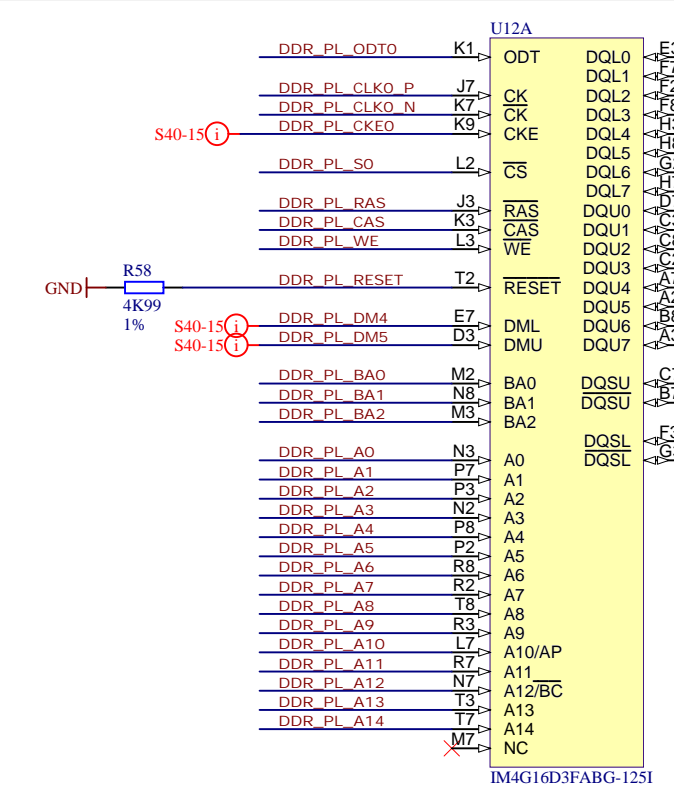 U12A
DDR_PL_ODT0 K1 ODT DQL0
DQL1
DDR_PL_CLK0_P J7 CK DQL2
DDR_PL_CLK0_N K7 CK DQL3
S40-15 i DDR_PL_CKE0 K9 CKE DQL4
DQL5
DDR_PL_S0 L2 CS DQL6
DQL7
DDR_PL_RAS J3 RAS DQU0
DDR_PL_CAS K3 CAS DQU1
DDR_PL_WE L3 WE DQU2
DQU3
GND R58 DDR_PL_RESET T2 RESET DQU4
4K99 DQU5
1% S40-15 i DDR_PL_DM4 E7 DML DQU6
S40-15 i DDR_PL_DM5 D3 DMU DQU7
DDR_PL_BA0 M2 BA0 DQSU
DDR_PL_BA1 N8 BA1 DQSU
DDR_PL_BA2 M3 BA2
DQSL
DDR_PL_A0 N3 A0 DQSL
DDR_PL_A1 P7 A1
DDR_PL_A2 P3 A2
DDR_PL_A3 N2 A3
DDR_PL_A4 P8 A4
DDR_PL_A5 P2 A5
DDR_PL_A6 R8 A6
DDR_PL_A7 R2 A7
DDR_PL_A8 T8 A8
DDR_PL_A9 R3 A9
DDR_PL_A10 L7 A10/AP
DDR_PL_A11 R7 A11
DDR_PL_A12 N7 A12/BC
DDR_PL_A13 T3 A13
DDR_PL_A14 T7 A14
M7 NC
IM4G16D3FABG-125I